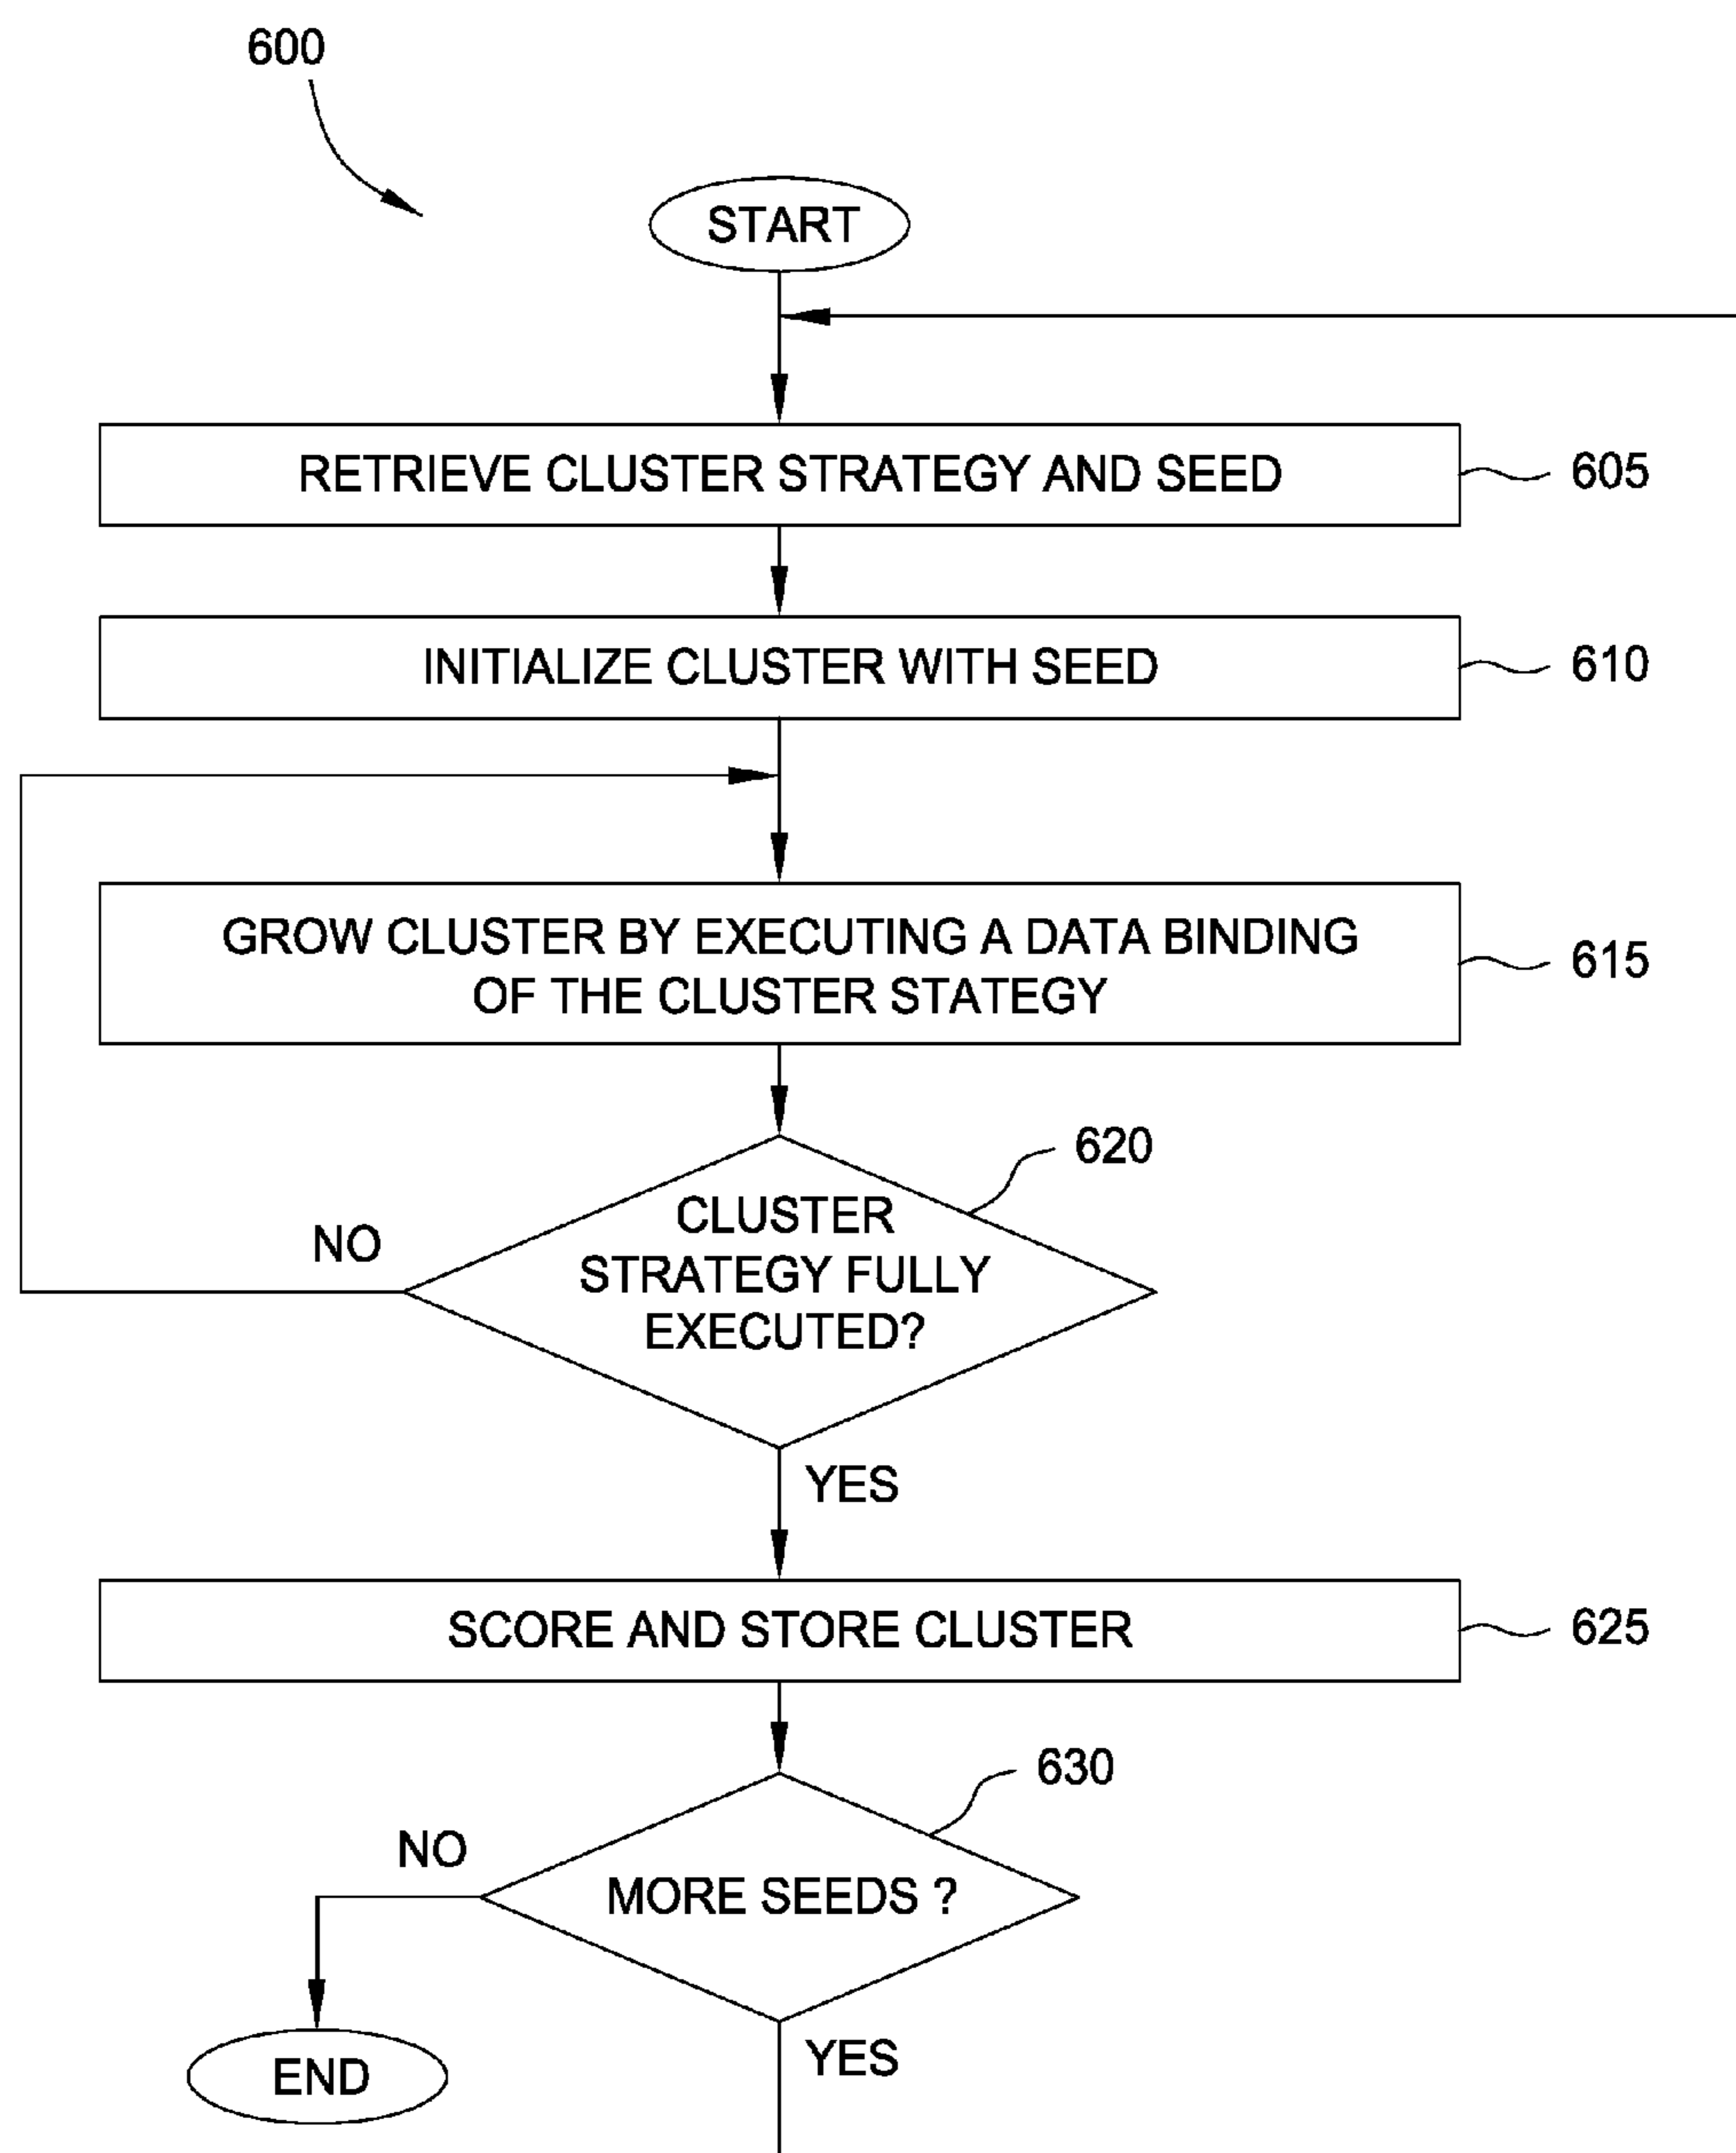 600
START
RETRIEVE CLUSTER STRATEGY AND SEED
605
INITIALIZE CLUSTER WITH SEED
610
GROW CLUSTER BY EXECUTING A DATA BINDING
OF THE CLUSTER STATEGY
615
620
CLUSTER
STRATEGY FULLY
EXECUTED?
NO
YES
SCORE AND STORE CLUSTER
625
630
NO
MORE SEEDS ?
YES
END